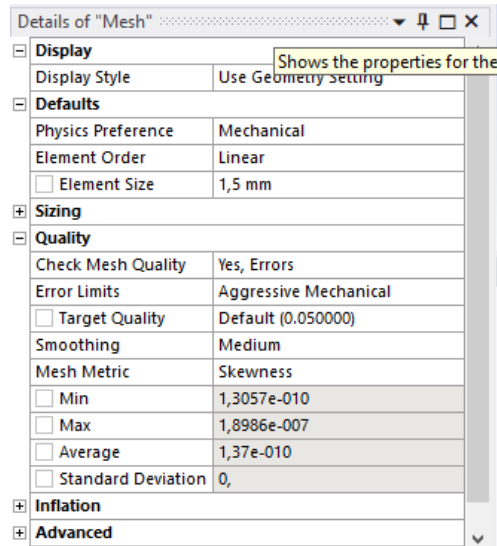 Details of "Mesh"
Display
Shows the properties for the
Display Style Use Geometry Setting
Defaults
Physics Preference Mechanical
Element Order Linear
Element Size 1,5 mm
Sizing
Quality
Check Mesh Quality Yes, Errors
Error Limits Aggressive Mechanical
Target Quality Default (0.050000)
Smoothing Medium
Mesh Metric Skewness
Min 1,3057e-010
Max 1,8986e-007
Average 1,37e-010
Standard Deviation 0,
Inflation
Advanced